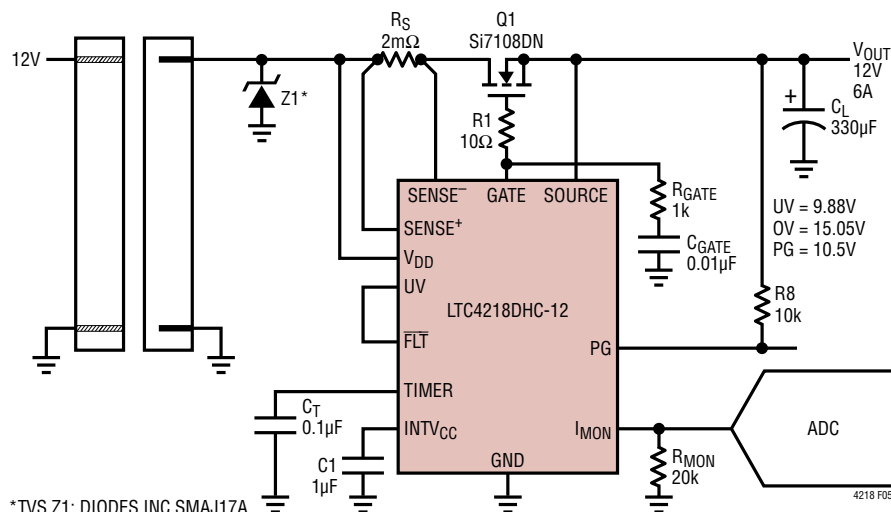 12V
Z1*
RS
2mΩ
Q1
Si7108DN
R1
10Ω
VOUT
12V
6A
+
CL
330µF
SENSE–
GATE
SOURCE
SENSE+
VDD
UV
FLT
TIMER
INTVCC
LTC4218DHC-12
PG
IMON
GND
RGATE
1k
CGATE
0.01µF
UV = 9.88V
OV = 15.05V
PG = 10.5V
R8
10k
CT
0.1µF
C1
1µF
RMON
20k
ADC
*TVS Z1: DIODES INC SMAJ17A
4218 F05